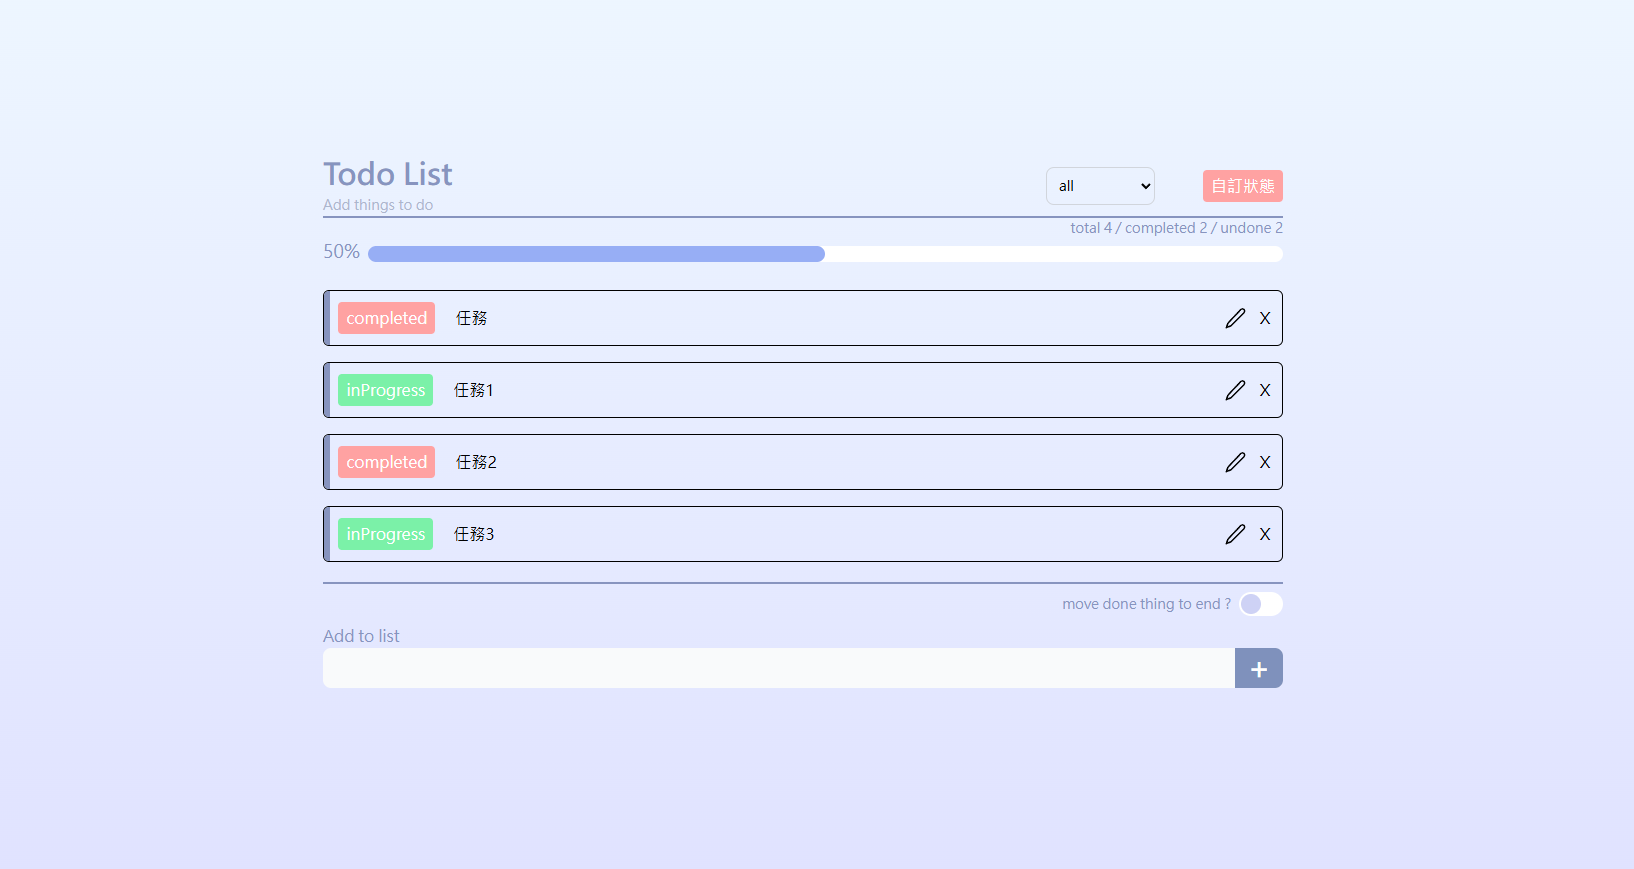 Todo List
all
自訂狀態
Add things to do
total 4 / completed 2 / undone 2
50%
completed 任務 X
inProgress 任務1 X
completed 任務2 X
inProgress 任務3 X
move done thing to end ?
Add to list
+